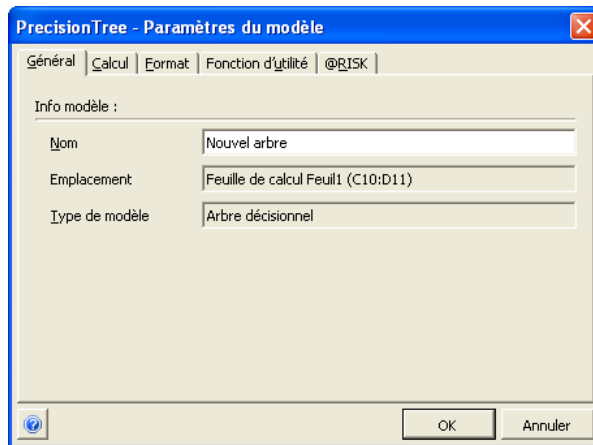 PrecisionTree - Paramètres du modèle
Général Calcul Format Fonction d'utilité @RISK
Info modèle :
Nom Nouvel arbre
Emplacement Feuille de calcul Feuil1 (C10:D11)
Type de modèle Arbre décisionnel
OK Annuler